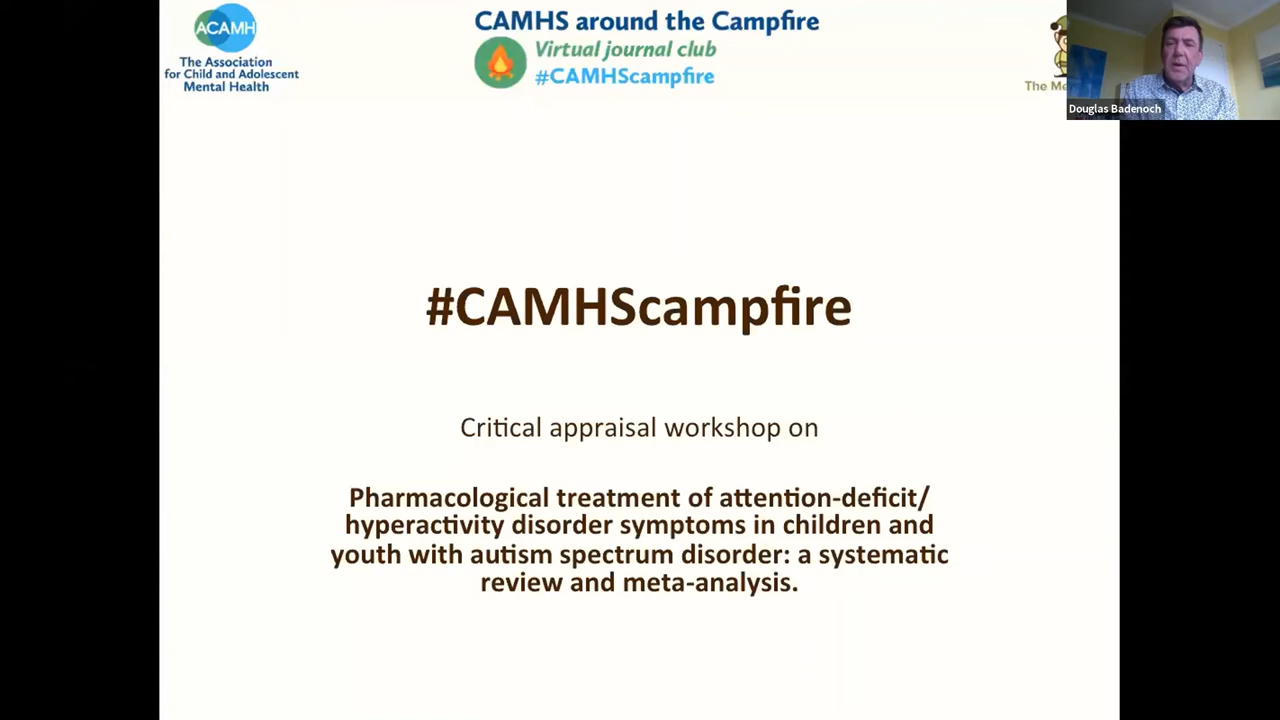 ACAMH
The Association
for Child and Adolescent
Mental Health
CAMHS around the Campfire
Virtual journal club
#CAMHScampfire
The Me
Douglas Badenoch
#CAMHScampfire
Critical appraisal workshop on
Pharmacological treatment of attention-deficit/
hyperactivity disorder symptoms in children and
youth with autism spectrum disorder: a systematic
review and meta-analysis.